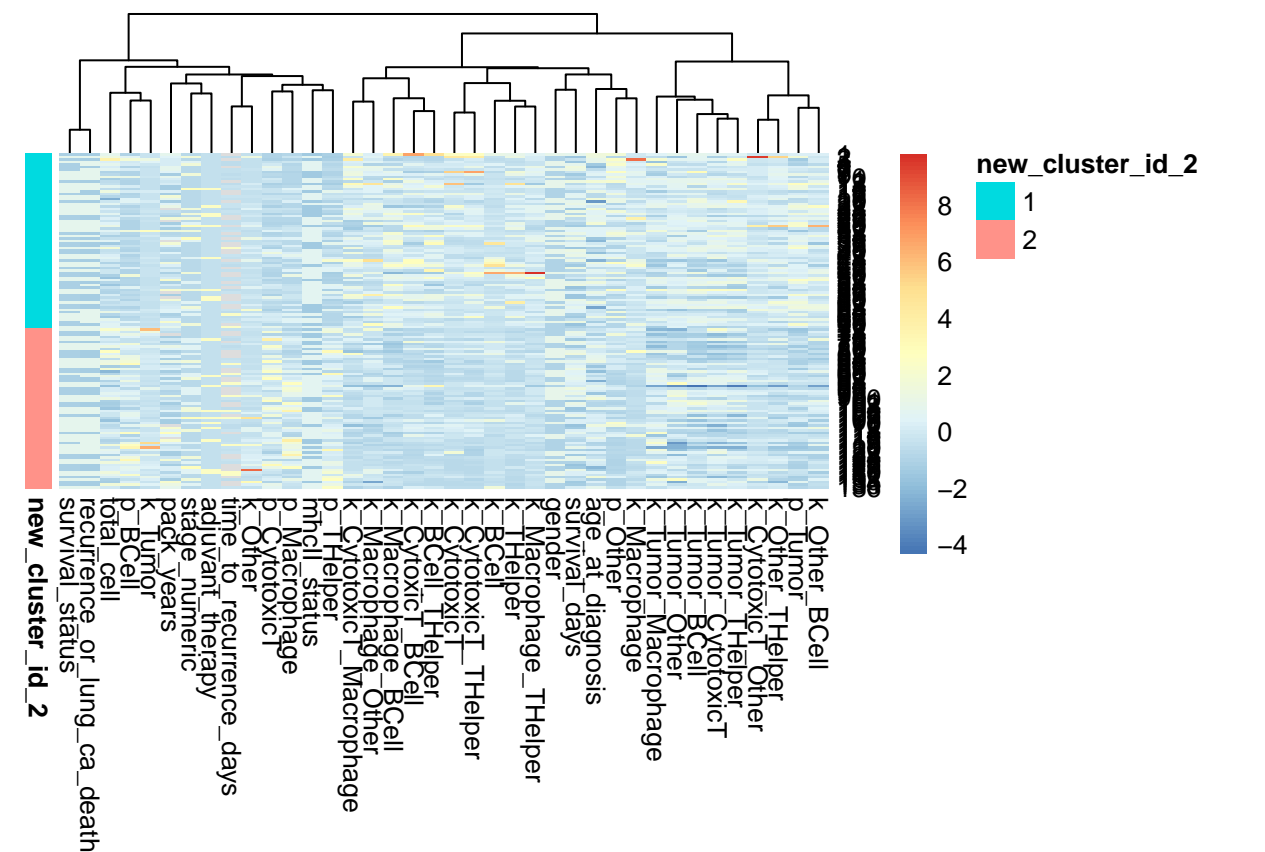 new_cluster_id_2
1
2
8
6
4
2
0
−2
−4
new_cluster_id_2
survival_status
recurrence_or_lung_ca_death
total_cell
p_BCell
k_Tumor
pack_years
stage_numeric
adjuvant_therapy
time_to_recurrence_days
k_Other
p_CytotoxicT
p_Macrophage
mhcII_status
p_THelper
k_CytotoxicT_Macrophage
k_Macrophage_Other
k_Macrophage_BCell
k_CytoxicT_BCell
k_BCell_THelper
k_CytotoxicT
k_CytotoxicT_THelper
k_BCell
k_THelper
k_Macrophage_THelper
gender
survival_days
age_at_diagnosis
p_Other
k_Macrophage
k_Tumor_Macrophage
k_Tumor_Other
k_Tumor_BCell
k_Tumor_CytotoxicT
k_Tumor_THelper
k_CytotoxicT_Other
k_Other_THelper
p_Tumor
k_Other_BCell